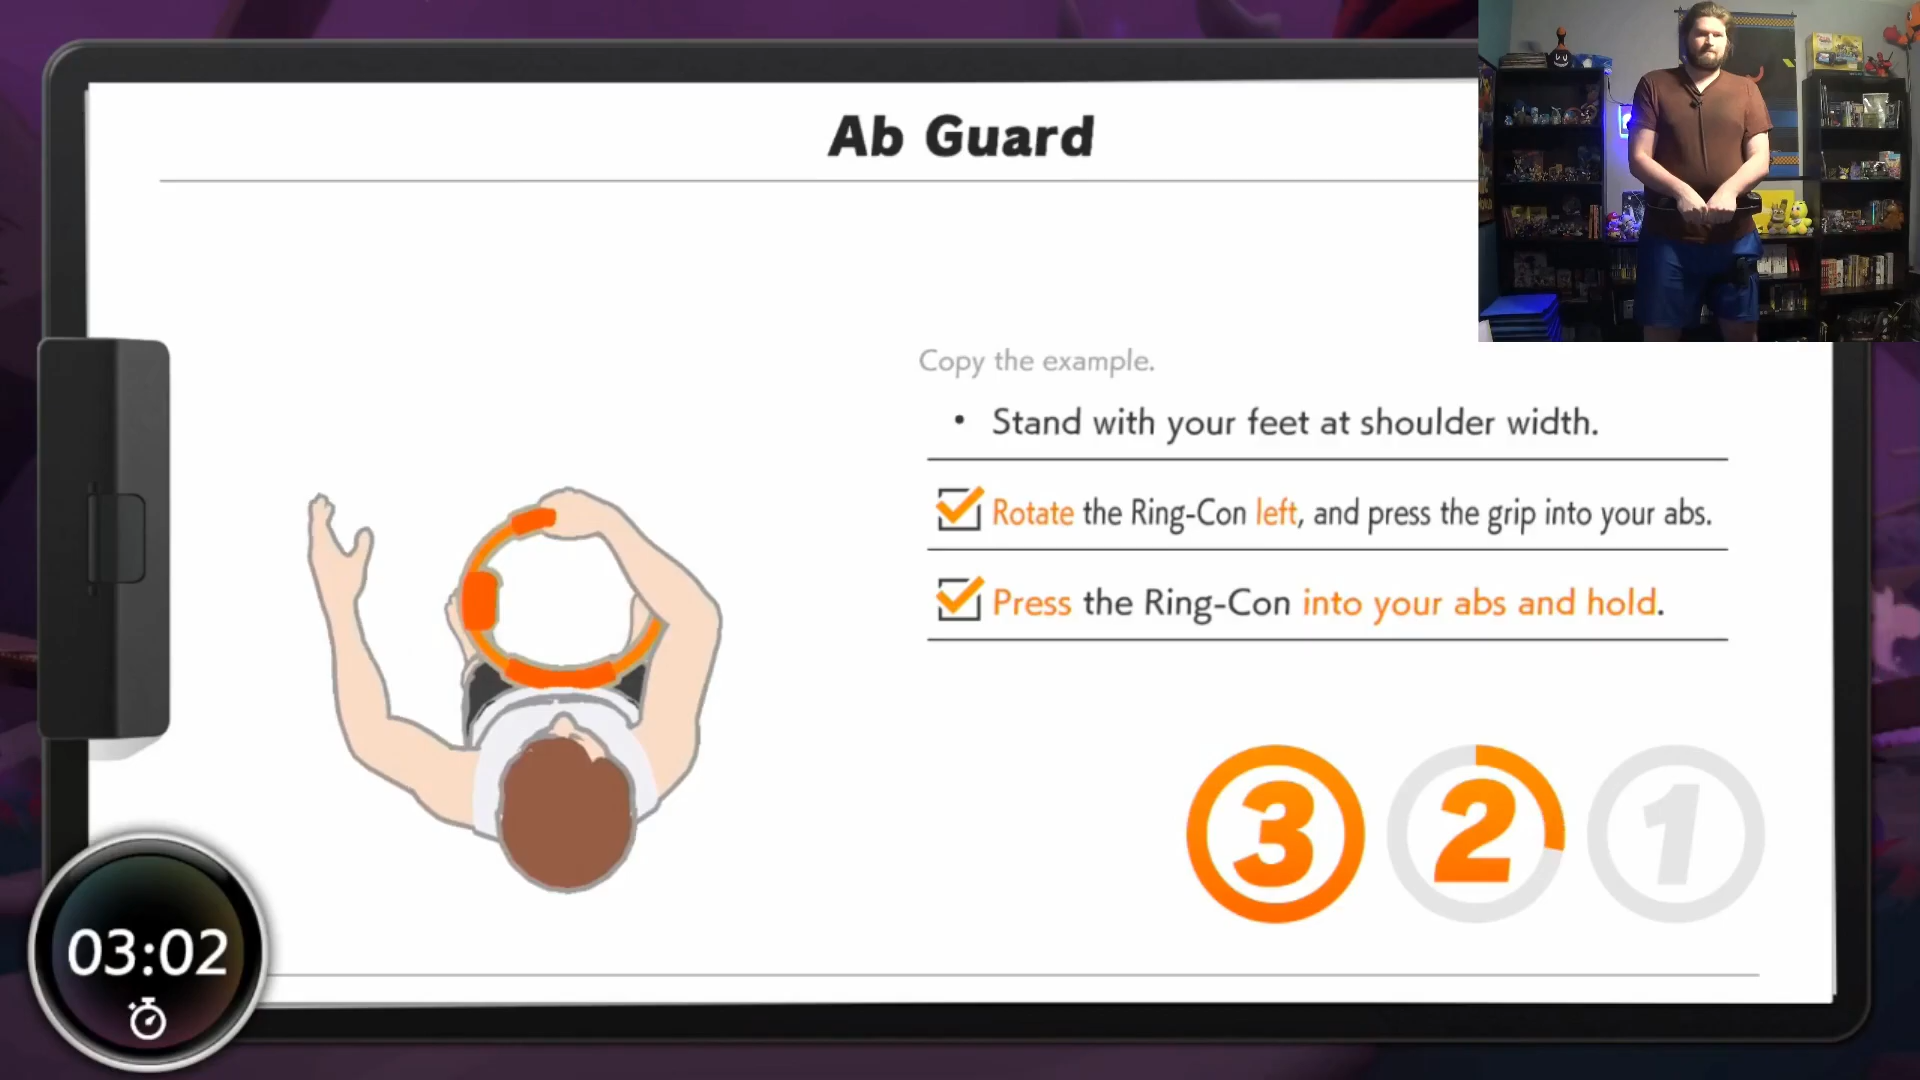 Ab Guard
Copy the example.
• Stand with your feet at shoulder width.
Rotate the Ring-Con left, and press the grip into your abs.
Press the Ring-Con into your abs and hold.
3 2 1
03:02